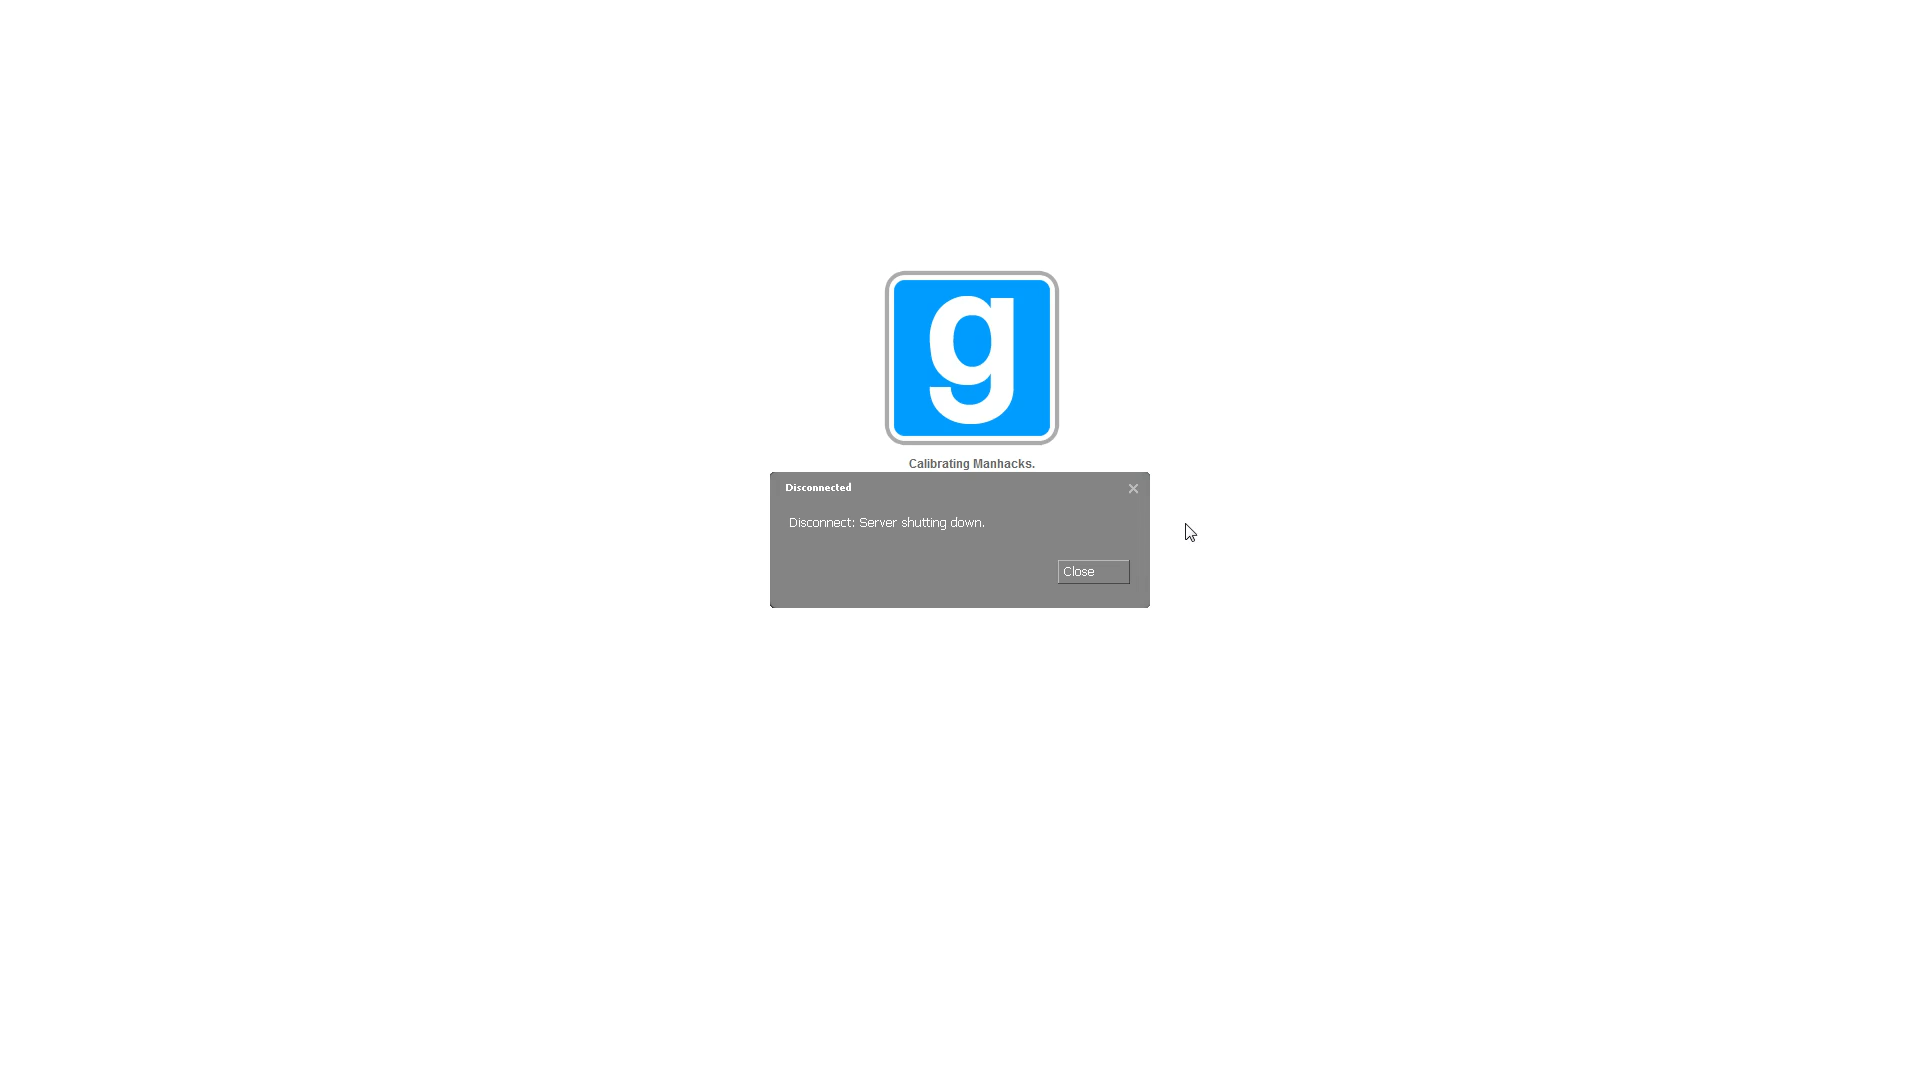 g
Calibrating Manhacks.
Disconnected
Disconnect: Server shutting down.
Close